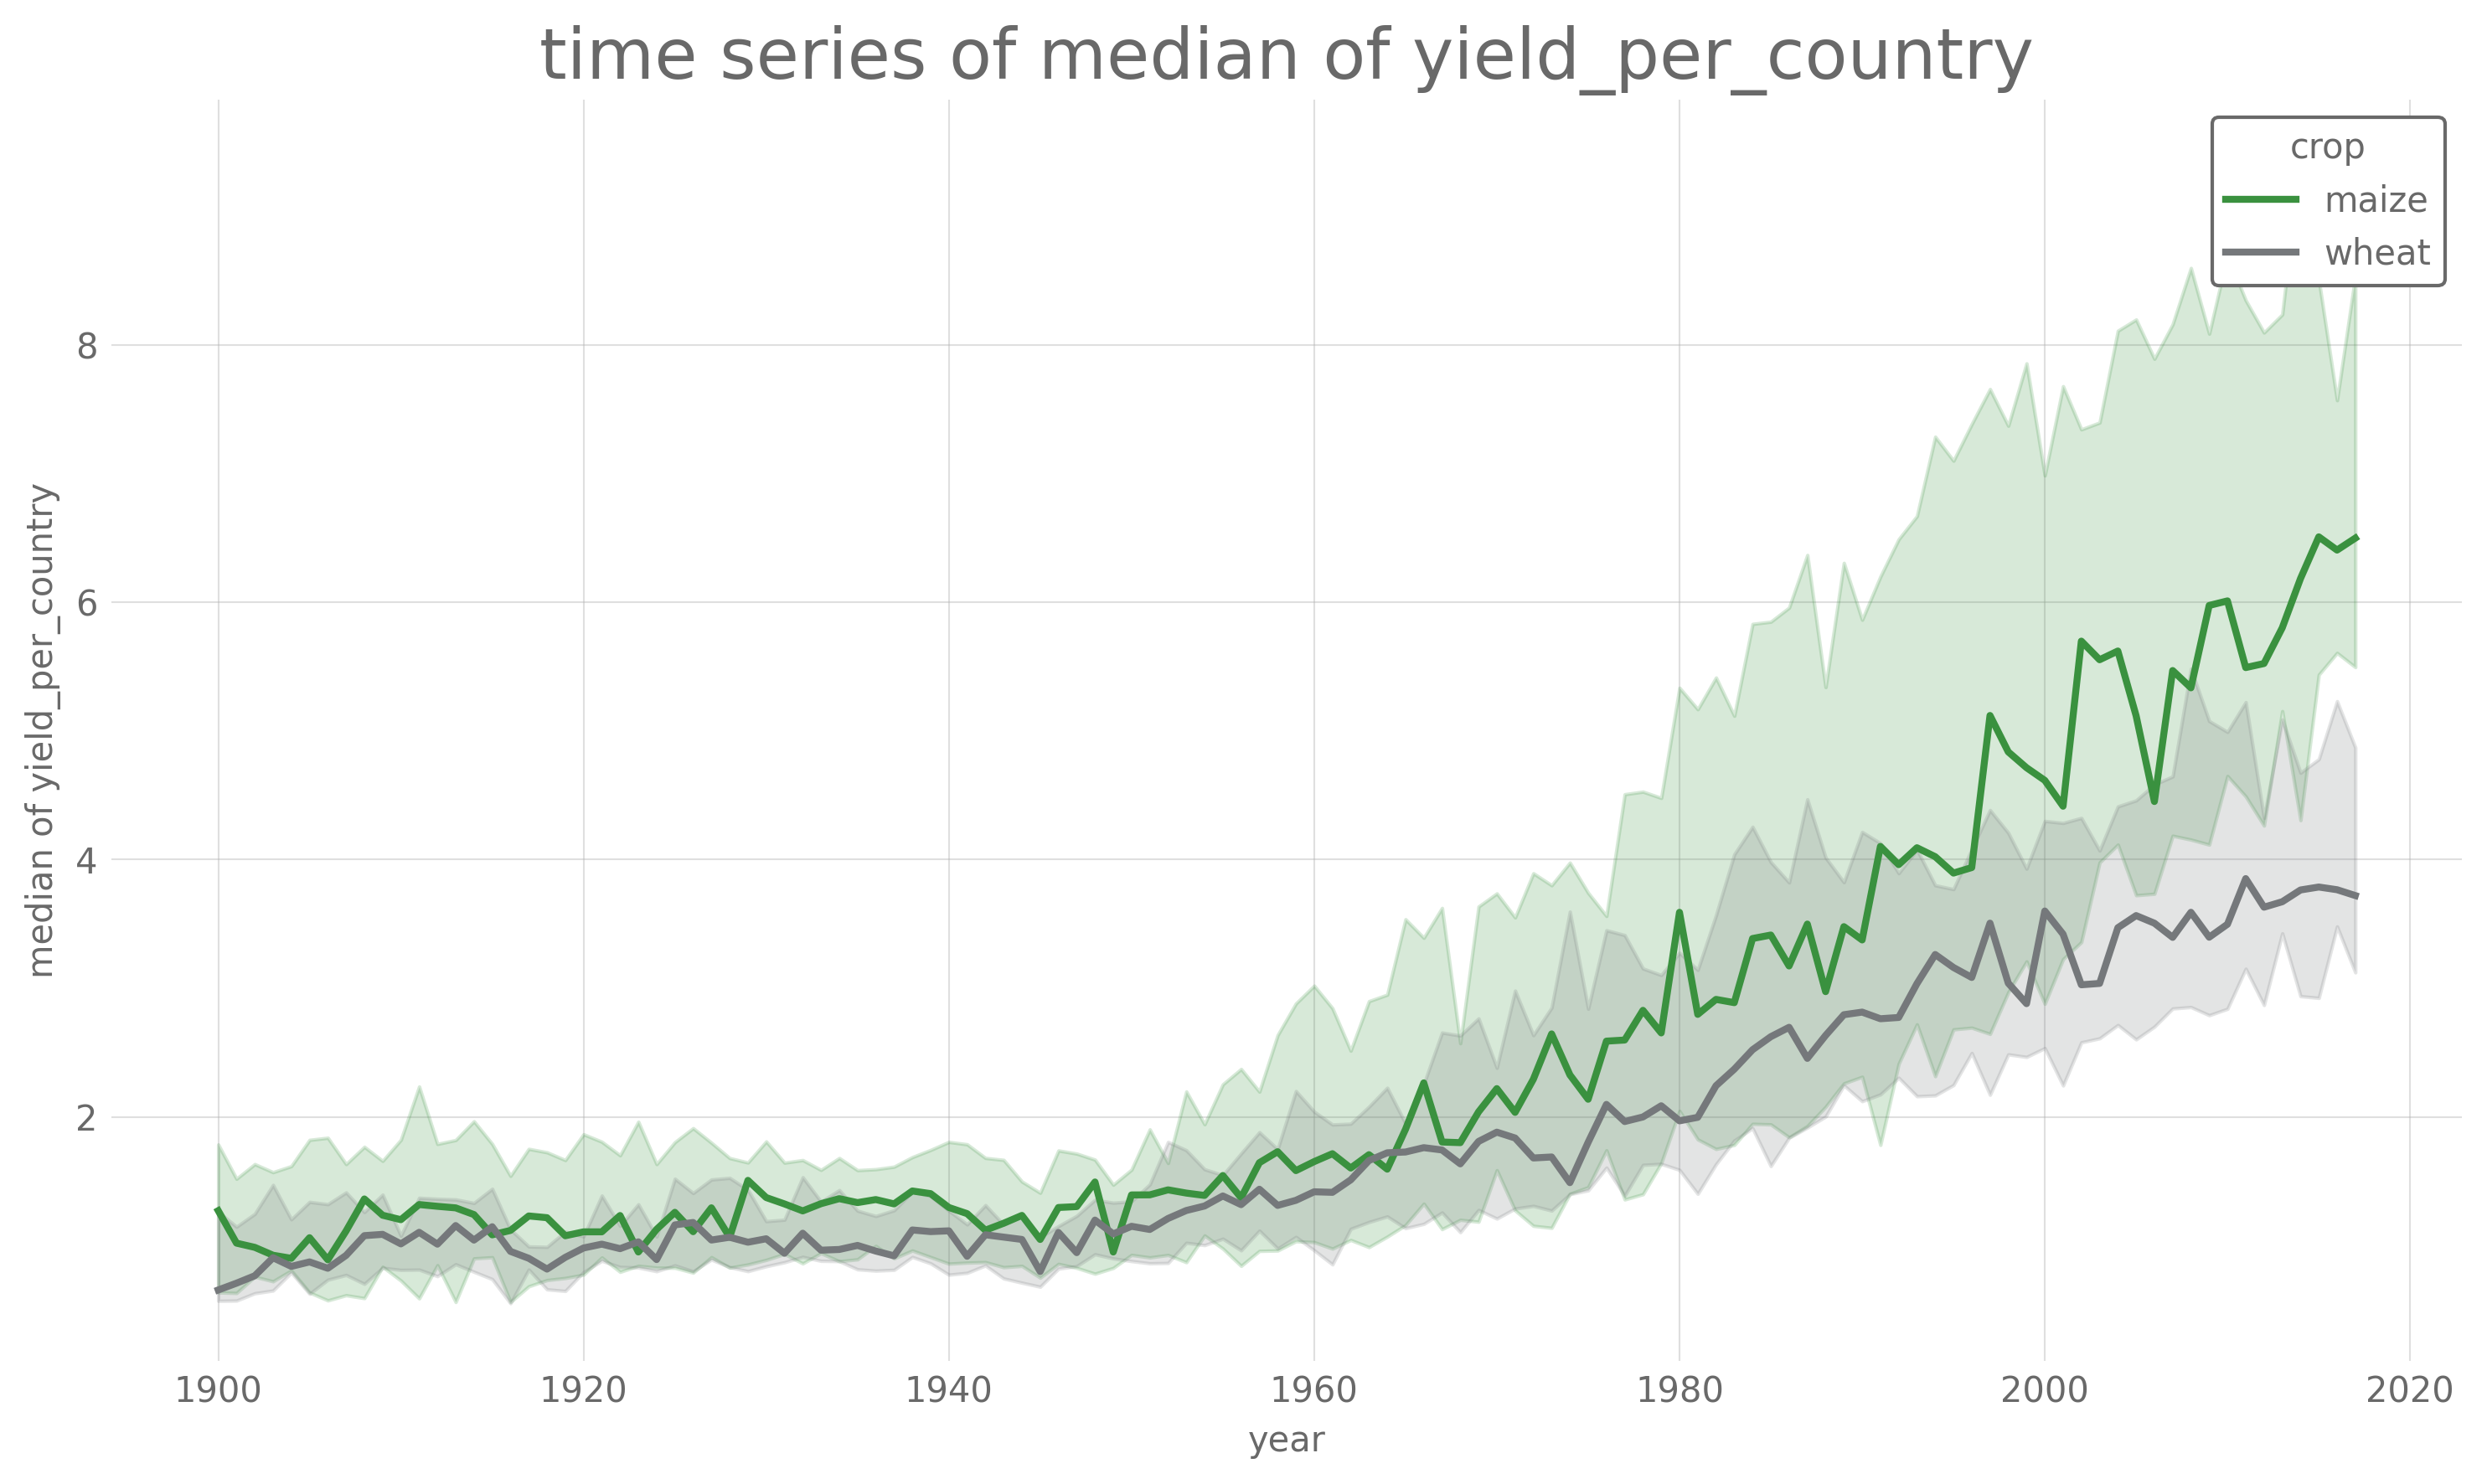 time series of median of yield_per_country
crop
maize
wheat
8
6
4
2
median of yield_per_country
1900 1920 1940 1960 1980 2000 2020
year